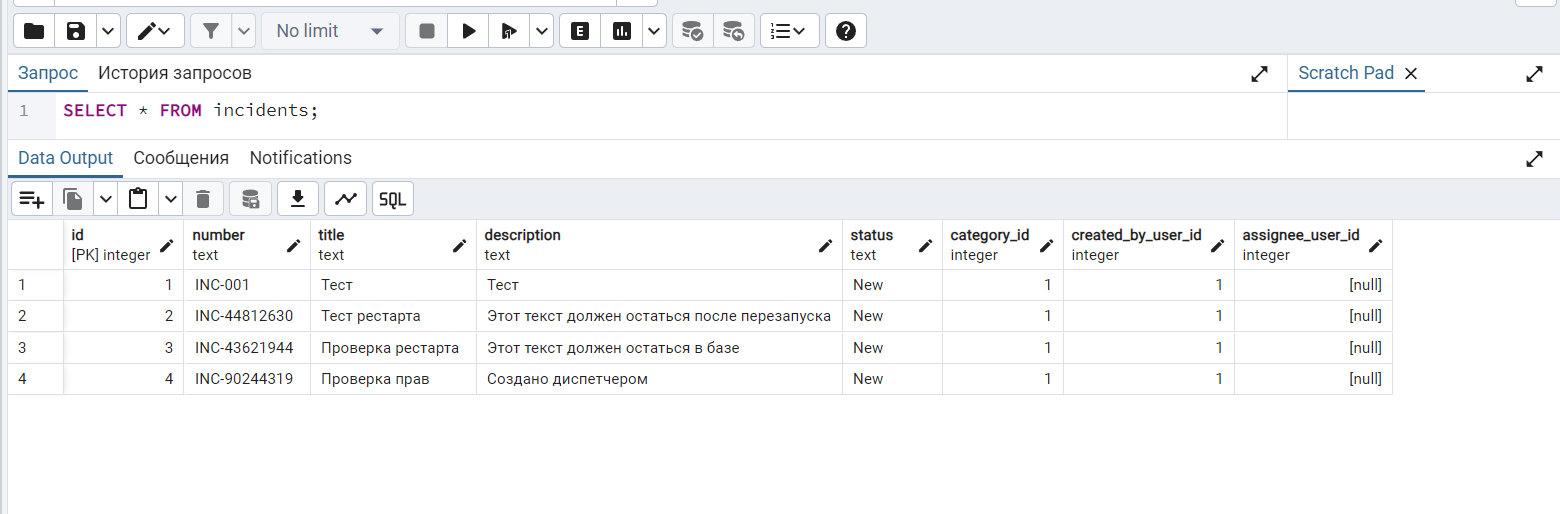 No limit
E
Запрос История запросов Scratch Pad
1 SELECT * FROM incidents;
Data Output Сообщения Notifications
SQL
id number title description status category_id created_by_user_id assignee_user_id
[PK] integer text text text text integer integer integer
1 1 INC-001 Тест Тест New 1 1 [null]
2 2 INC-44812630 Тест рестарта Этот текст должен остаться после перезапуска New 1 1 [null]
3 3 INC-43621944 Проверка рестарта Этот текст должен остаться в базе New 1 1 [null]
4 4 INC-90244319 Проверка прав Создано диспетчером New 1 1 [null]